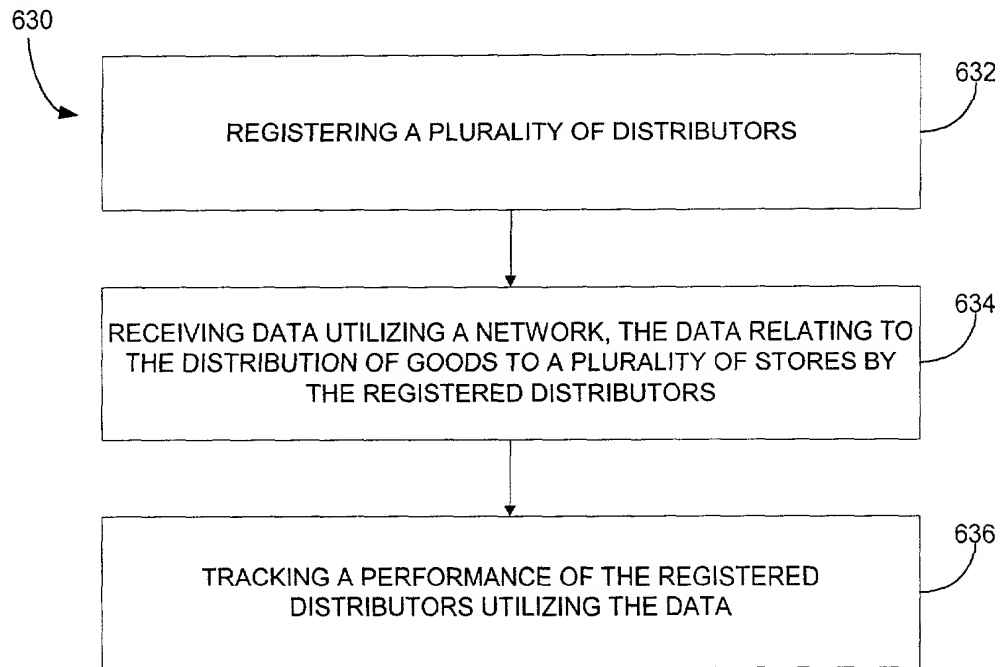 630
632
REGISTERING A PLURALITY OF DISTRIBUTORS
634
RECEIVING DATA UTILIZING A NETWORK, THE DATA RELATING TO
THE DISTRIBUTION OF GOODS TO A PLURALITY OF STORES BY
THE REGISTERED DISTRIBUTORS
636
TRACKING A PERFORMANCE OF THE REGISTERED
DISTRIBUTORS UTILIZING THE DATA